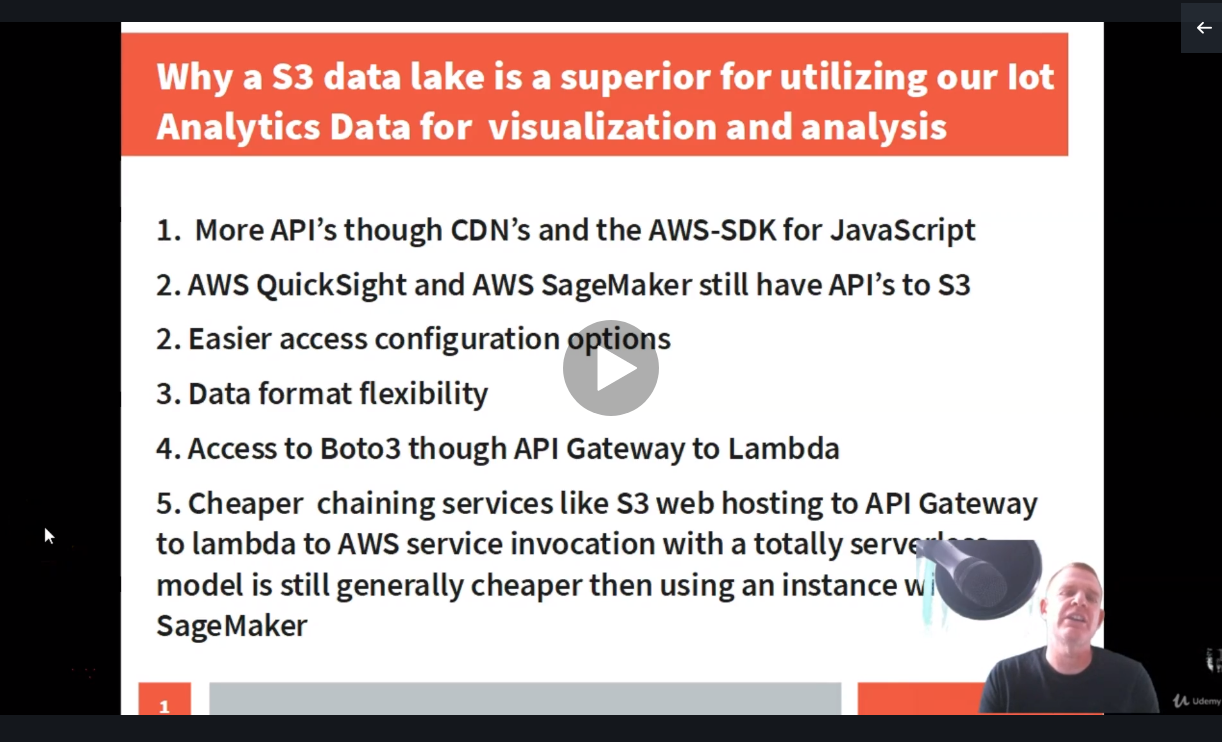 Why a S3 data lake is a superior for utilizing our Iot
Analytics Data for visualization and analysis
1. More API’s though CDN’s and the AWS-SDK for JavaScript
2. AWS QuickSight and AWS SageMaker still have API’s to S3
2. Easier access configuration options
3. Data format flexibility
4. Access to Boto3 though API Gateway to Lambda
5. Cheaper chaining services like S3 web hosting to API Gateway
to lambda to AWS service invocation with a totally
model is still generally cheaper then using an instance
SageMaker
1
Udemy